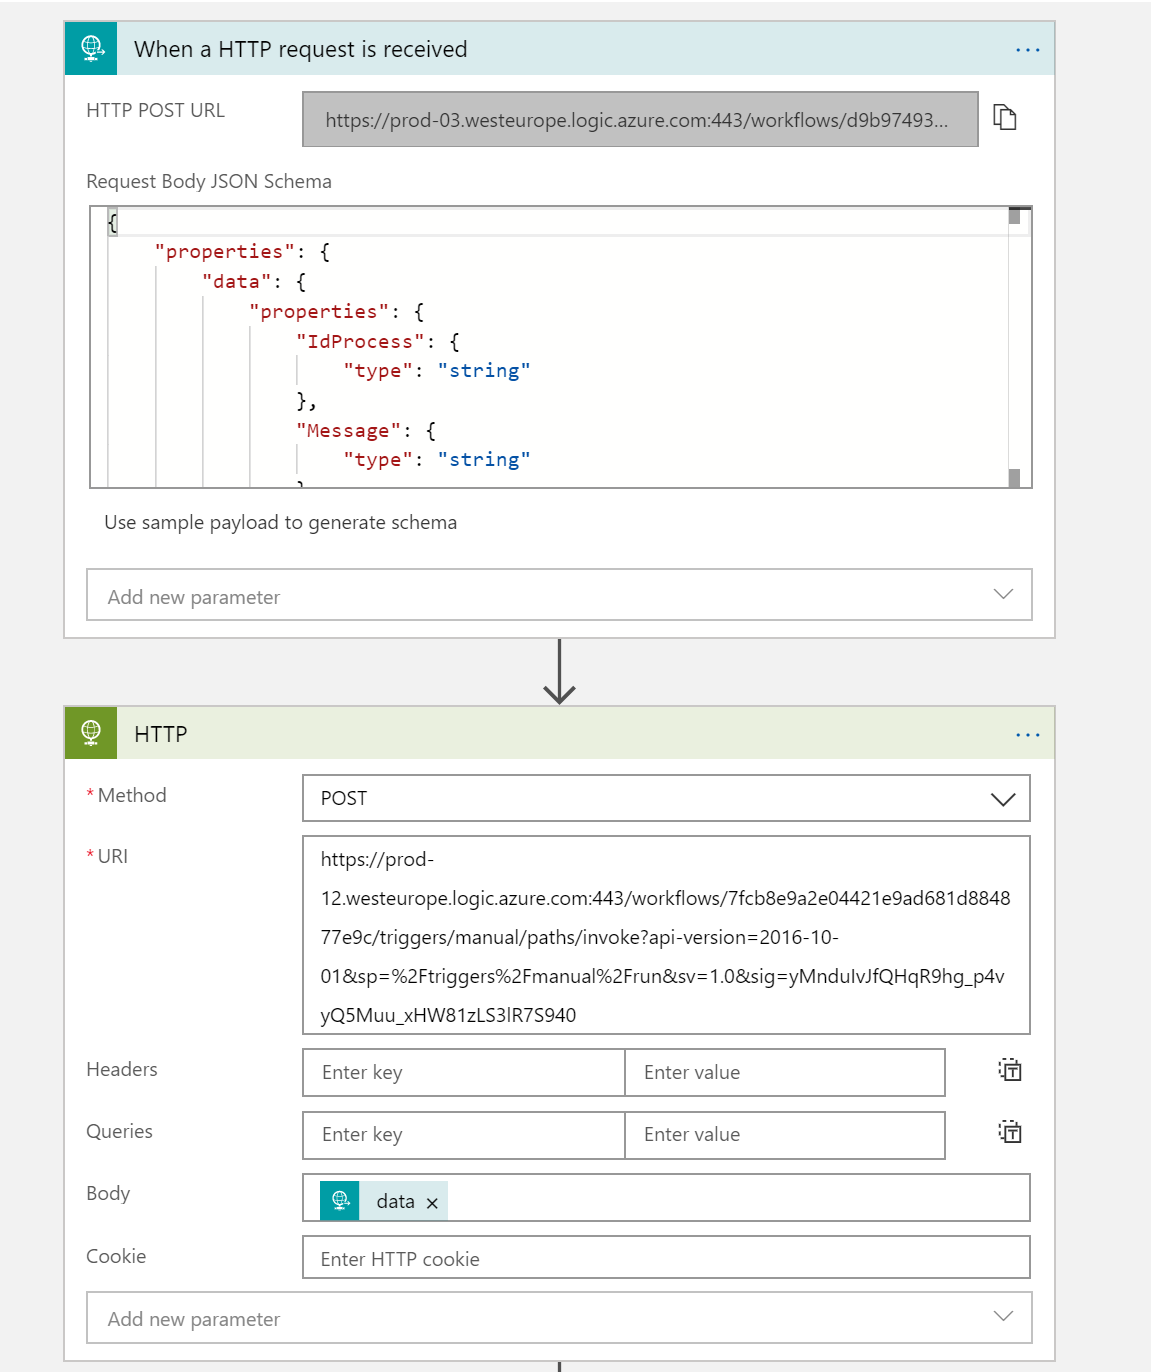 When a HTTP request is received
...
HTTP POST URL
https://prod-03.westeurope.logic.azure.com:443/workflows/d9b97493...
Request Body JSON Schema
{
"properties": {
"data": {
"properties": {
"IdProcess": {
"type": "string"
},
"Message": {
"type": "string"
}
Use sample payload to generate schema
Add new parameter
HTTP
...
* Method
POST
* URI
https://prod-
12.westeurope.logic.azure.com:443/workflows/7fcb8e9a2e04421e9ad681d8848
77e9c/triggers/manual/paths/invoke?api-version=2016-10-
01&sp=%2Ftriggers%2Fmanual%2Frun&sv=1.0&sig=yMnduIvJfQHqR9hg_p4v
yQ5Muu_xHW81zLS3lR7S940
Headers
Enter key
Enter value
Queries
Enter key
Enter value
Body
data ×
Cookie
Enter HTTP cookie
Add new parameter